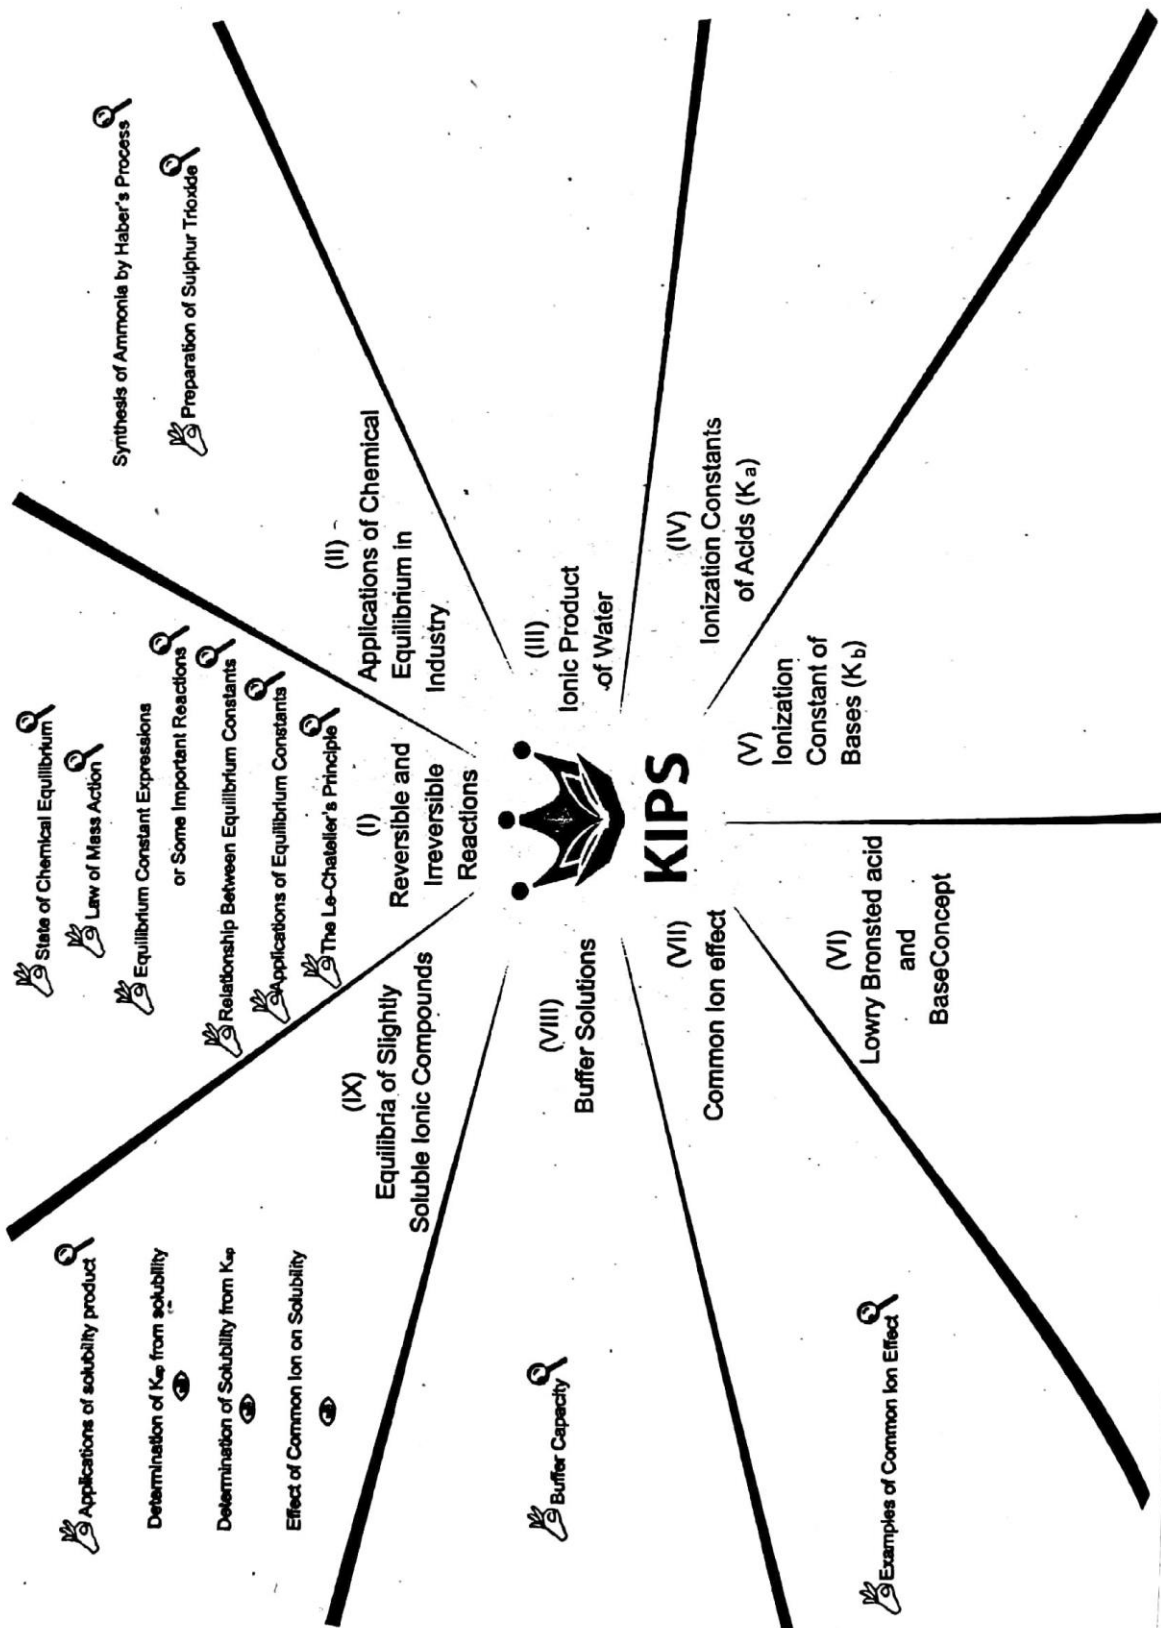 State of Chemical Equilibrium
Law of Mass Action
Equilibrium Constant Expressions
or Some Important Reactions
Relationship Between Equilibrium Constants
Applications of Equilibrium Constants
The Le-Chatelier's Principle
(I)
Reversible and
Irreversible
Reactions
Synthesis of Ammonia by Haber's Process
Preparation of Sulphur Trioxide
(II)
Applications of Chemical
Equilibrium in
Industry
(III)
Ionic Product
of Water
(IV)
Ionization Constants
of Acids (Ka)
(V)
Ionization
Constant of
Bases (Kb)
(VI)
Lowry Bronsted acid
and
BaseConcept
(VII)
Common Ion effect
Examples of Common Ion Effect
(VIII)
Buffer Solutions
Buffer Capacity
(IX)
Equilibria of Slightly
Soluble Ionic Compounds
Applications of solubility product
Determination of Ksp from solubility
Determination of Solubility from Ksp
Effect of Common Ion on Solubility
KIPS